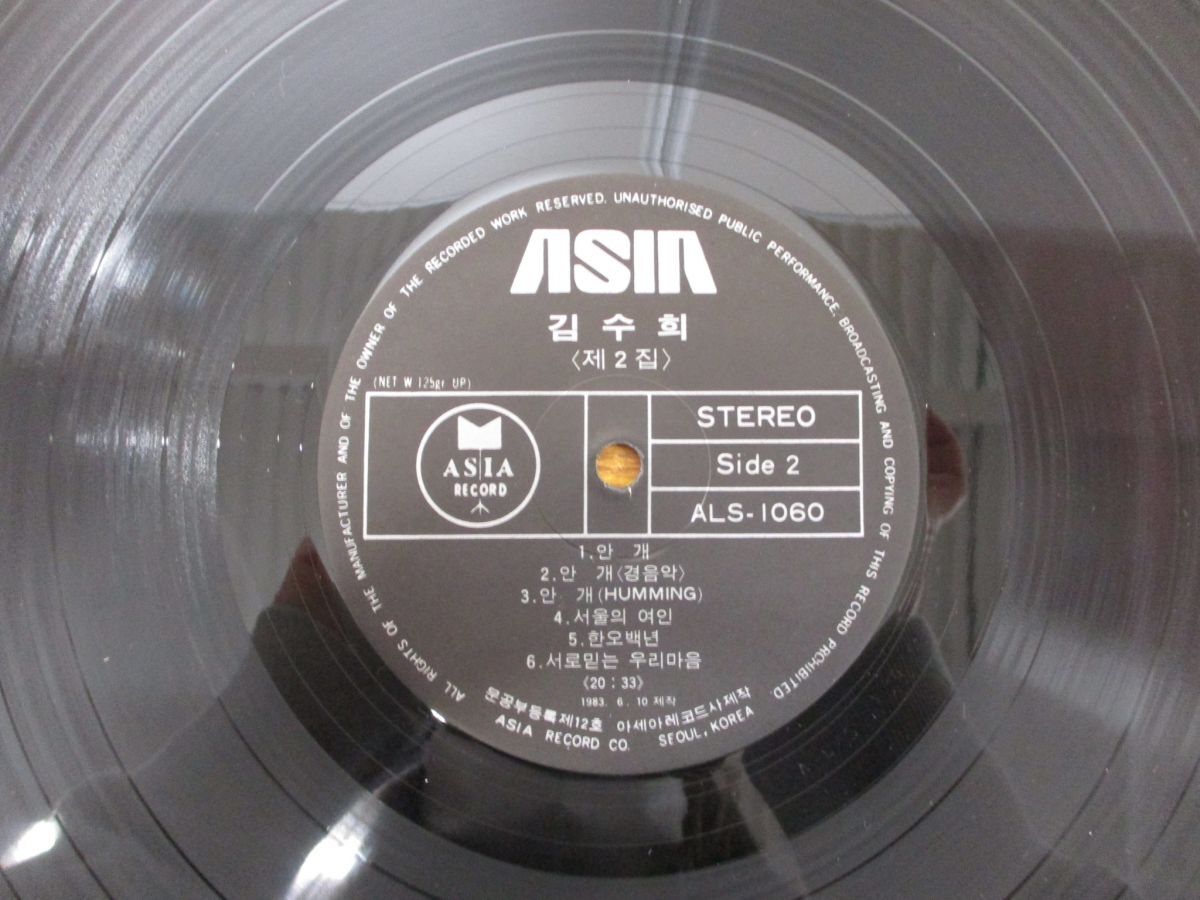 ALL RIGHTS OF THE MANUFACTURER AND OF THE OWNER OF THE RECORDED WORK RESERVED. UNAUTHORISED PUBLIC PERFORMANCE, BROADCASTING AND COPYING OF THIS RECORD PRCHIBITED.
ASIA
김수희
〈제2집〉
(NET W 125gr UP)
ASIA
RECORD
STEREO
Side 2
ALS-1060
1.안 개
2.안 개〈경음악〉
3.안 개(HUMMING)
4.서울의 여인
5.한오백년
6.서로믿는 우리마음
〈20:33〉
1983. 6. 10 제작
문공부등록제12호 아세아레코드사제작
ASIA RECORD CO. SEOUL, KOREA